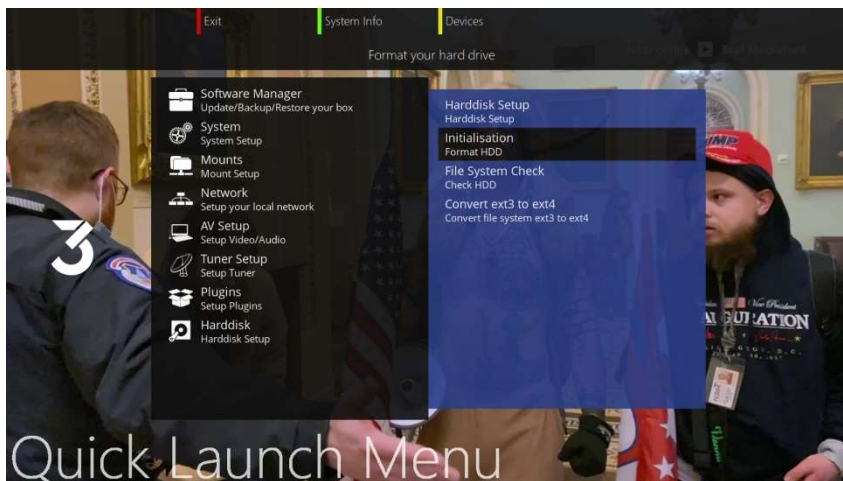 Exit
System Info
Devices
Format your hard drive
Software Manager
Update/Backup/Restore your box
System
System Setup
Mounts
Mount Setup
Network
Setup your local network
AV Setup
Setup Video/Audio
Tuner Setup
Setup Tuner
Plugins
Setup Plugins
Harddisk
Harddisk Setup
Harddisk Setup
Harddisk Setup
Initialisation
Format HDD
File System Check
Check HDD
Convert ext3 to ext4
Convert file system ext3 to ext4
3
Vice President
Quick Launch Menu